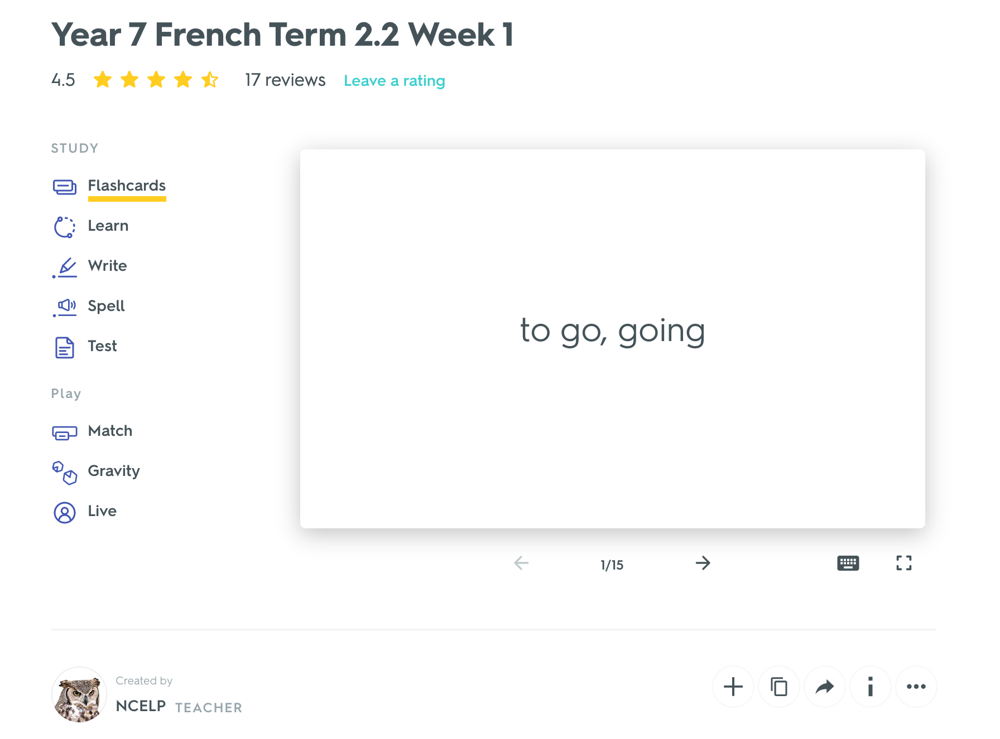 Year 7 French Term 2.2 Week 1
4.5 17 reviews Leave a rating
STUDY
Flashcards
Learn
Write
Spell
Test
Play
Match
Gravity
Live
to go, going
1/15
Created by
NCELP TEACHER